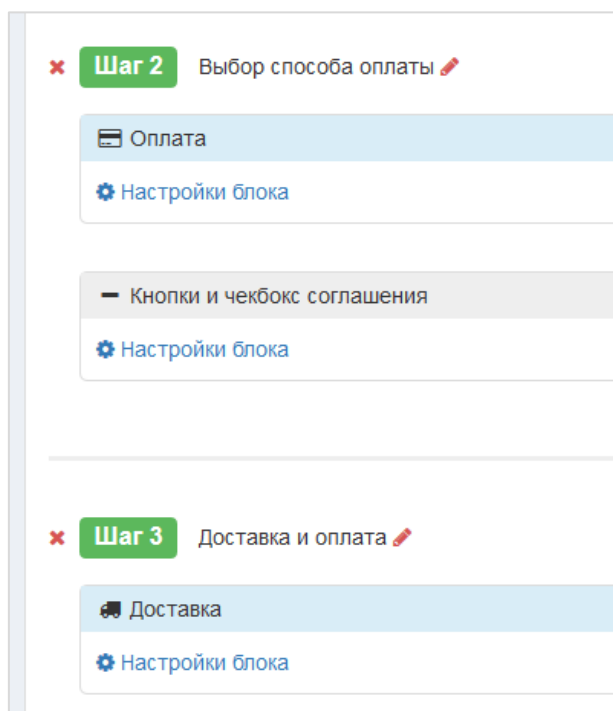 Шаг 2 Выбор способа оплаты
Оплата
Настройки блока
Кнопки и чекбокс соглашения
Настройки блока
Шаг 3 Доставка и оплата
Доставка
Настройки блока